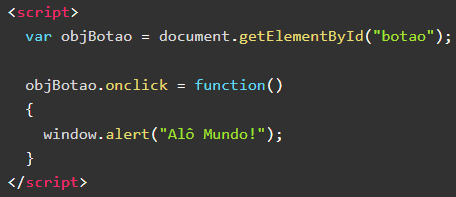 <script>
  var objBotao = document.getElementById("botao");

  objBotao.onclick = function()
  {
    window.alert("Alô Mundo!");
  }
</script>